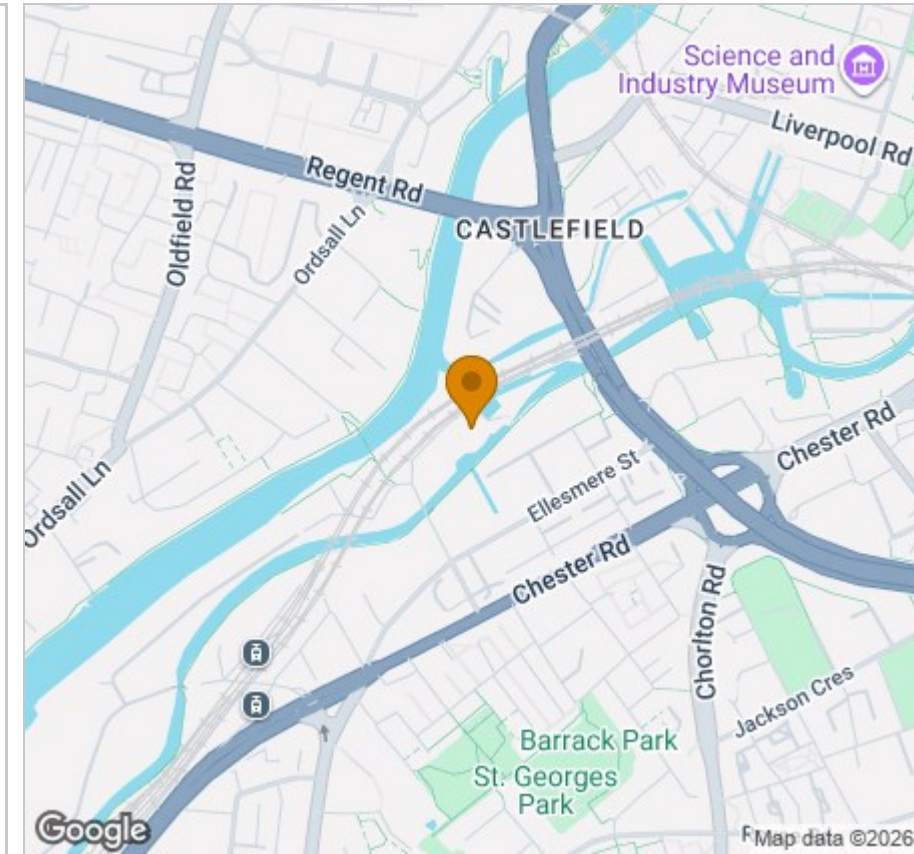 Science and
Industry Museum
Liverpool Rd
Regent Rd
Oldfield Rd
Ordsall Ln
CASTLEFIELD
Chester Rd
Ordsall Ln
Ellesmere St
Chester Rd
Chorlton Rd
Jackson Cres
Barrack Park
St. Georges
Park
Google
Map data ©2026